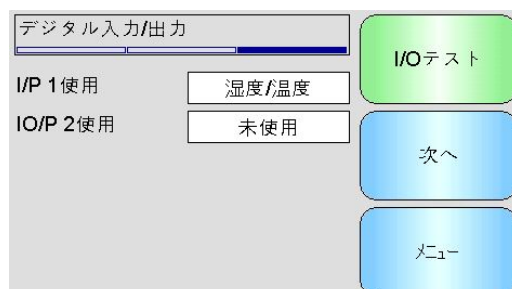 デジタル入力/出力
I/Oテスト
I/P 1使用 湿度/温度
IO/P 2使用 未使用
次へ
メニュー